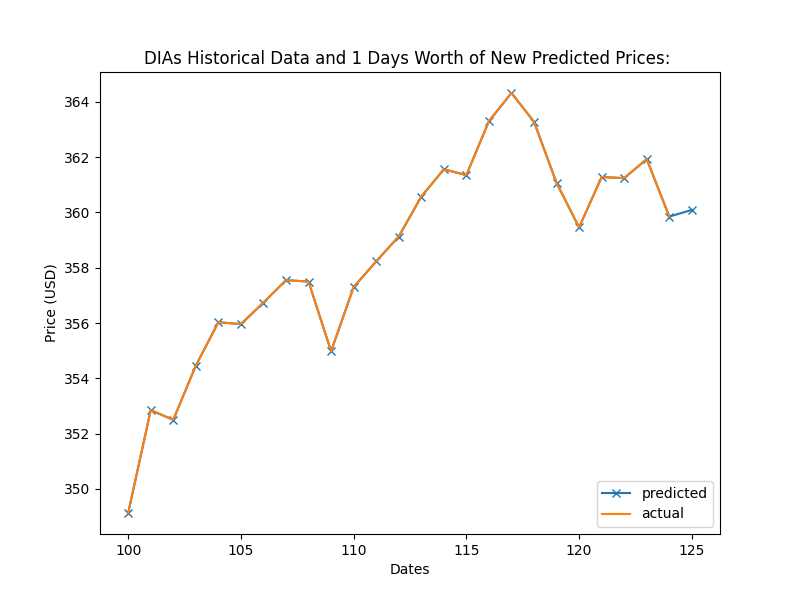 DIAs Historical Data and 1 Days Worth of New Predicted Prices:
364
362
360
358
356
354
352
350
Price (USD)
predicted
actual
100 105 110 115 120 125
Dates